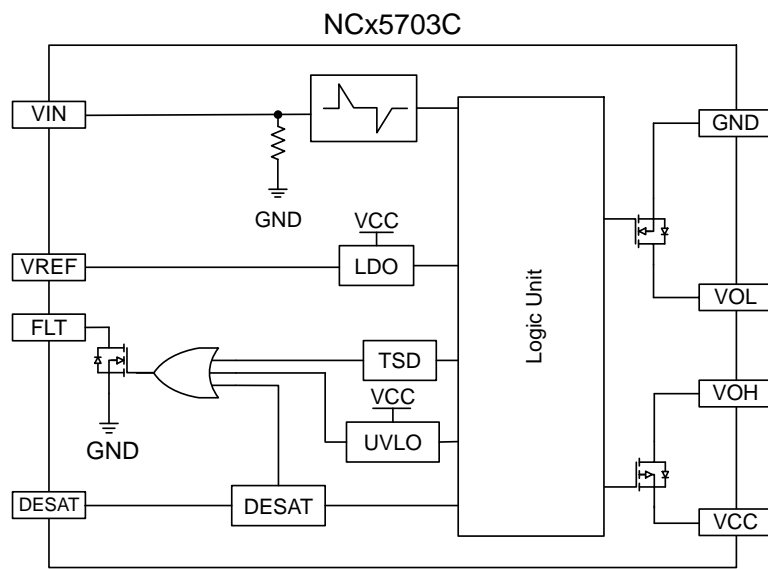 NCx5703C
VIN
GND
GND
VCC
VREF
LDO
Logic Unit
FLT
VOL
TSD
VCC
VOH
GND
UVLO
DESAT
DESAT
VCC